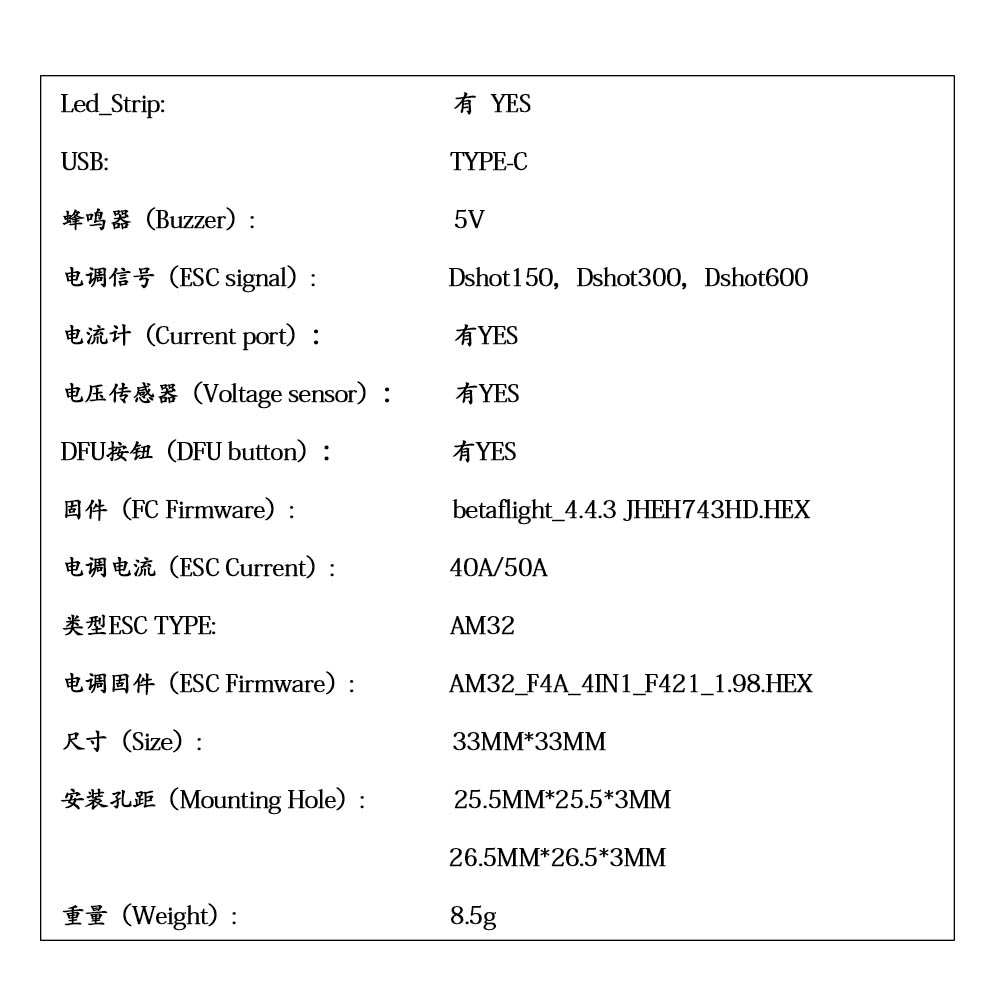 Led_Strip: 有 YES
USB: TYPE-C
蜂鸣器（Buzzer）: 5V
电调信号（ESC signal）: Dshot150，Dshot300，Dshot600
电流计（Current port）： 有YES
电压传感器（Voltage sensor）： 有YES
DFU按钮（DFU button）： 有YES
固件（FC Firmware）: betaflight_4.4.3 JHEH743HD.HEX
电调电流（ESC Current）: 40A/50A
类型ESC TYPE: AM32
电调固件（ESC Firmware）: AM32_F4A_4IN1_F421_1.98.HEX
尺寸（Size）: 33MM*33MM
安装孔距（Mounting Hole）: 25.5MM*25.5*3MM
26.5MM*26.5*3MM
重量（Weight）: 8.5g